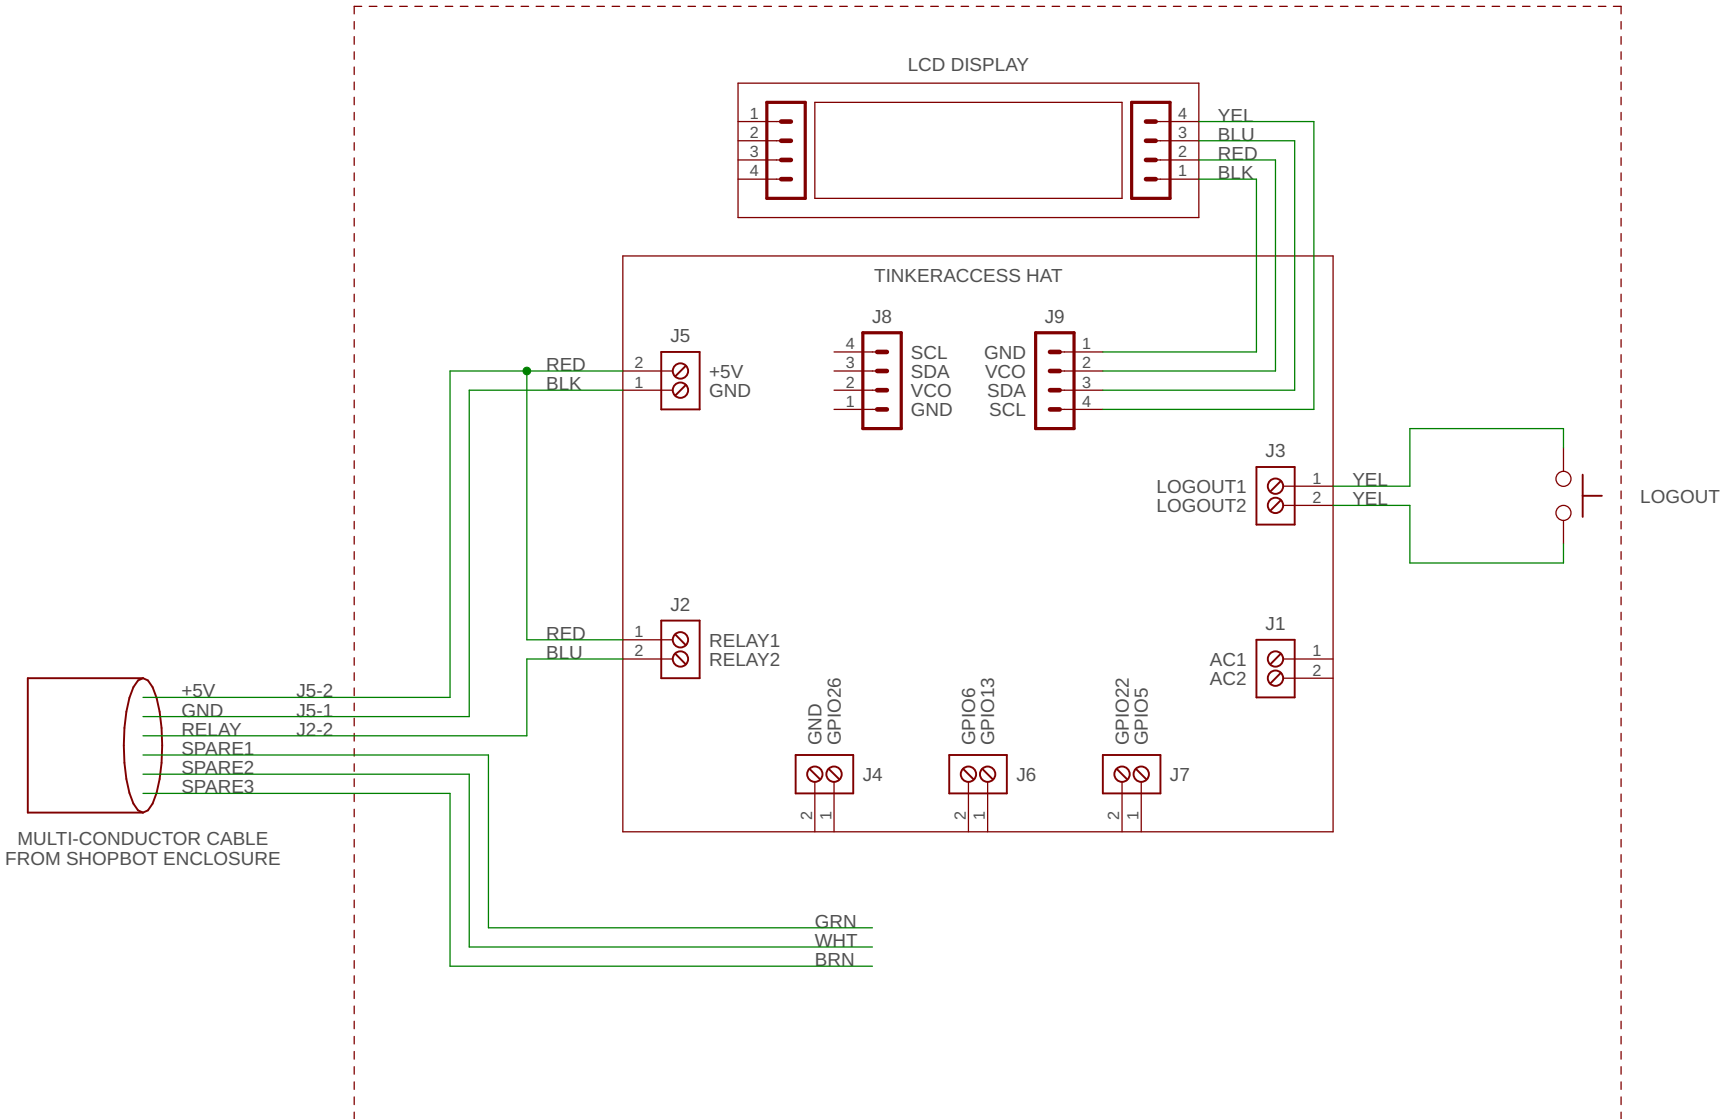 LCD DISPLAY
1
2
3
4
4 YEL
3 BLU
2 RED
1 BLK
TINKERACCESS HAT
J8
4 SCL
3 SDA
2 VCO
1 GND
J9
GND 1
VCO 2
SDA 3
SCL 4
J5
RED 2 +5V
BLK 1 GND
J3
LOGOUT1 1 YEL
LOGOUT2 2 YEL
LOGOUT
J2
RED 1 RELAY1
BLU 2 RELAY2
J1
AC1 1
AC2 2
+5V J5-2
GND J5-1
RELAY J2-2
SPARE1
SPARE2
SPARE3
MULTI-CONDUCTOR CABLE
FROM SHOPBOT ENCLOSURE
GND
GPIO26
J4
2
1
GPIO6
GPIO13
J6
2
1
GPIO22
GPIO5
J7
2
1
GRN
WHT
BRN